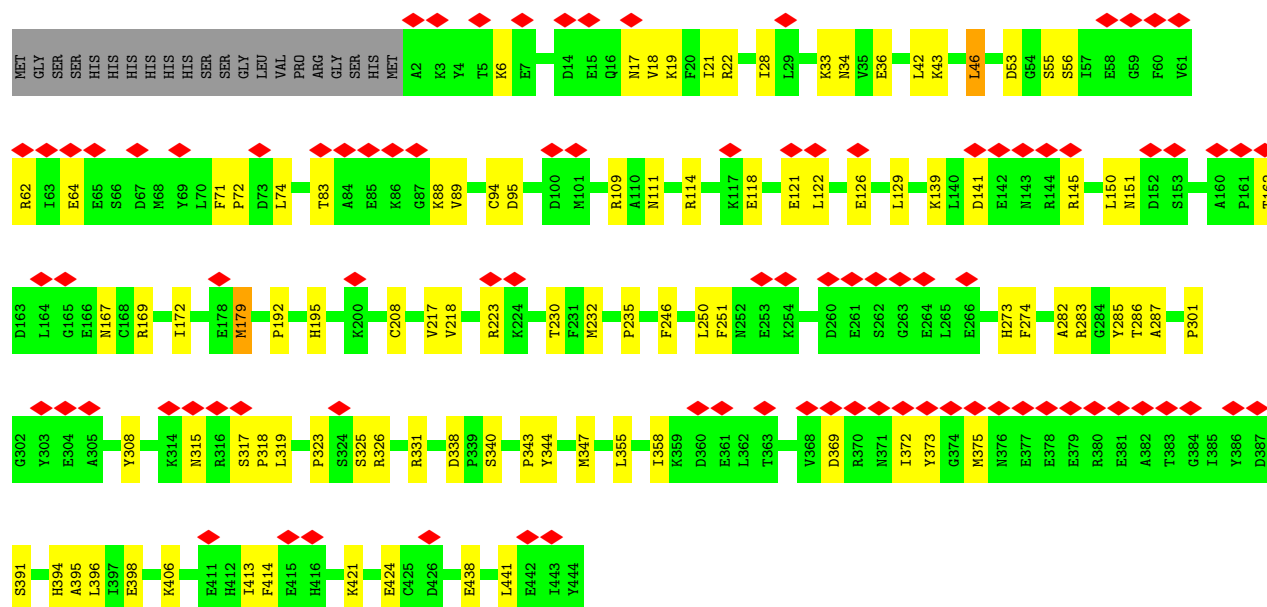 MET GLY SER SER HIS HIS HIS HIS HIS HIS SER SER GLY LEU VAL PRO ARG GLY SER HIS MET A2 K3 Y4 T5 K6 E7 D14 E15 Q16 N17 V18 K19 F20 I21 R22 I28 L29 K33 N34 V35 E36 L42 K43 L46 D53 G54 S55 S56 I57 E58 G59 F60 V61
R62 I63 E64 E65 S66 D67 M68 Y69 L70 F71 P72 D73 L74 T83 A84 E85 K86 G87 K88 V89 C94 D95 D100 M101 R109 A110 N111 R114 K117 E118 E121 L122 E126 L129 K139 L140 D141 E142 N143 R144 R145 L150 N151 D152 S153 A160 P161 T162
D163 L164 G165 E166 N167 C168 R169 I172 E178 M179 P192 H195 K200 C208 V217 V218 R223 K224 T230 F231 M232 P235 F246 L250 F251 N252 E253 K254 D260 E261 S262 G263 E264 L265 E266 H273 F274 A282 R283 G284 Y285 T286 A287 P301
G302 Y303 E304 A305 Y308 K314 N315 R316 S317 P318 L319 P323 S324 S325 R326 R331 D338 P339 S340 P343 Y344 M347 L355 I358 K359 D360 E361 L362 T363 V368 D369 R370 N371 I372 Y373 G374 M375 N376 E377 E378 E379 R380 E381 A382 T383 G384 I385 Y386 D387
S391 H394 A395 L396 I397 E398 K406 E411 H412 I413 F414 E415 H416 K421 E424 C425 D426 E438 L441 E442 I443 Y444